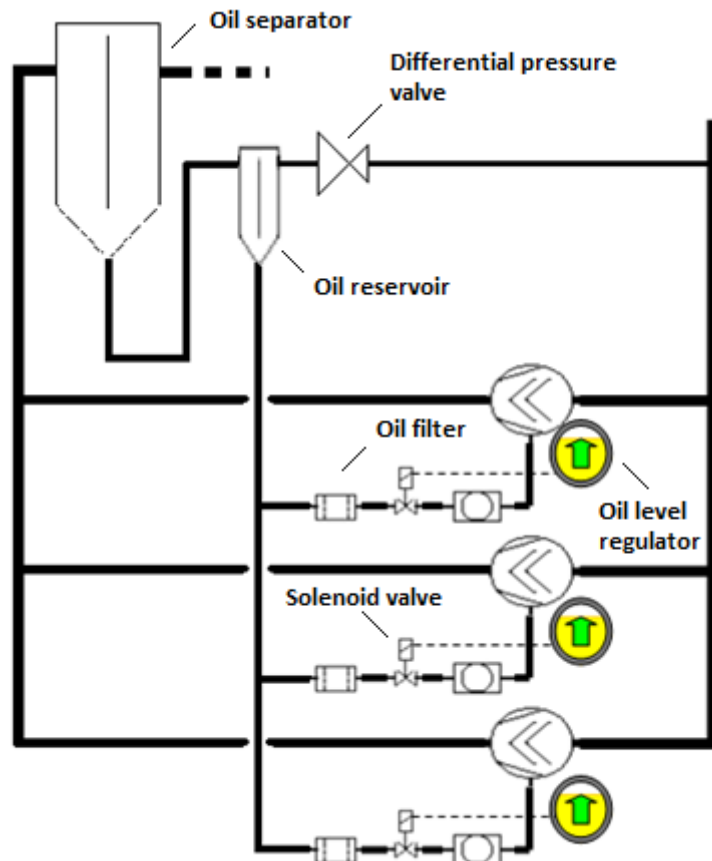 Oil separator
Differential pressure
valve
Oil reservoir
Oil filter
Oil level
regulator
Solenoid valve